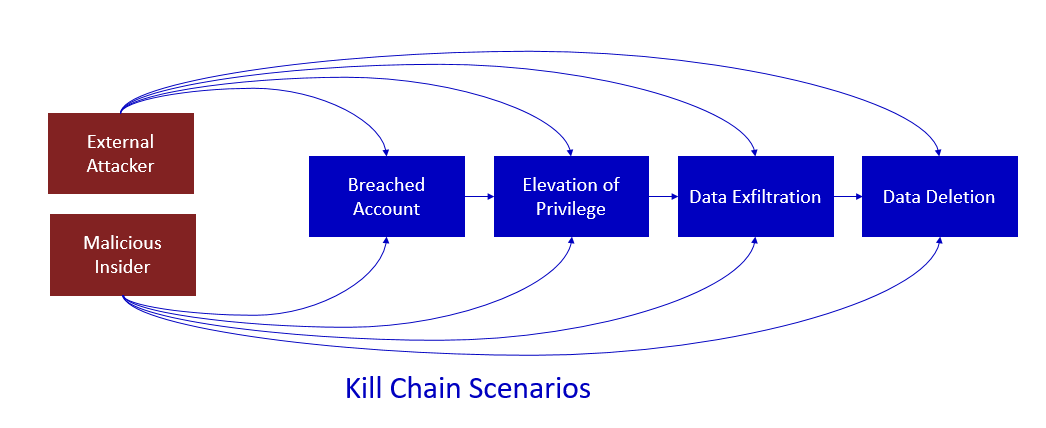 External
Attacker
Malicious
Insider
Breached
Account
Elevation of
Privilege
Data Exfiltration
Data Deletion
Kill Chain Scenarios